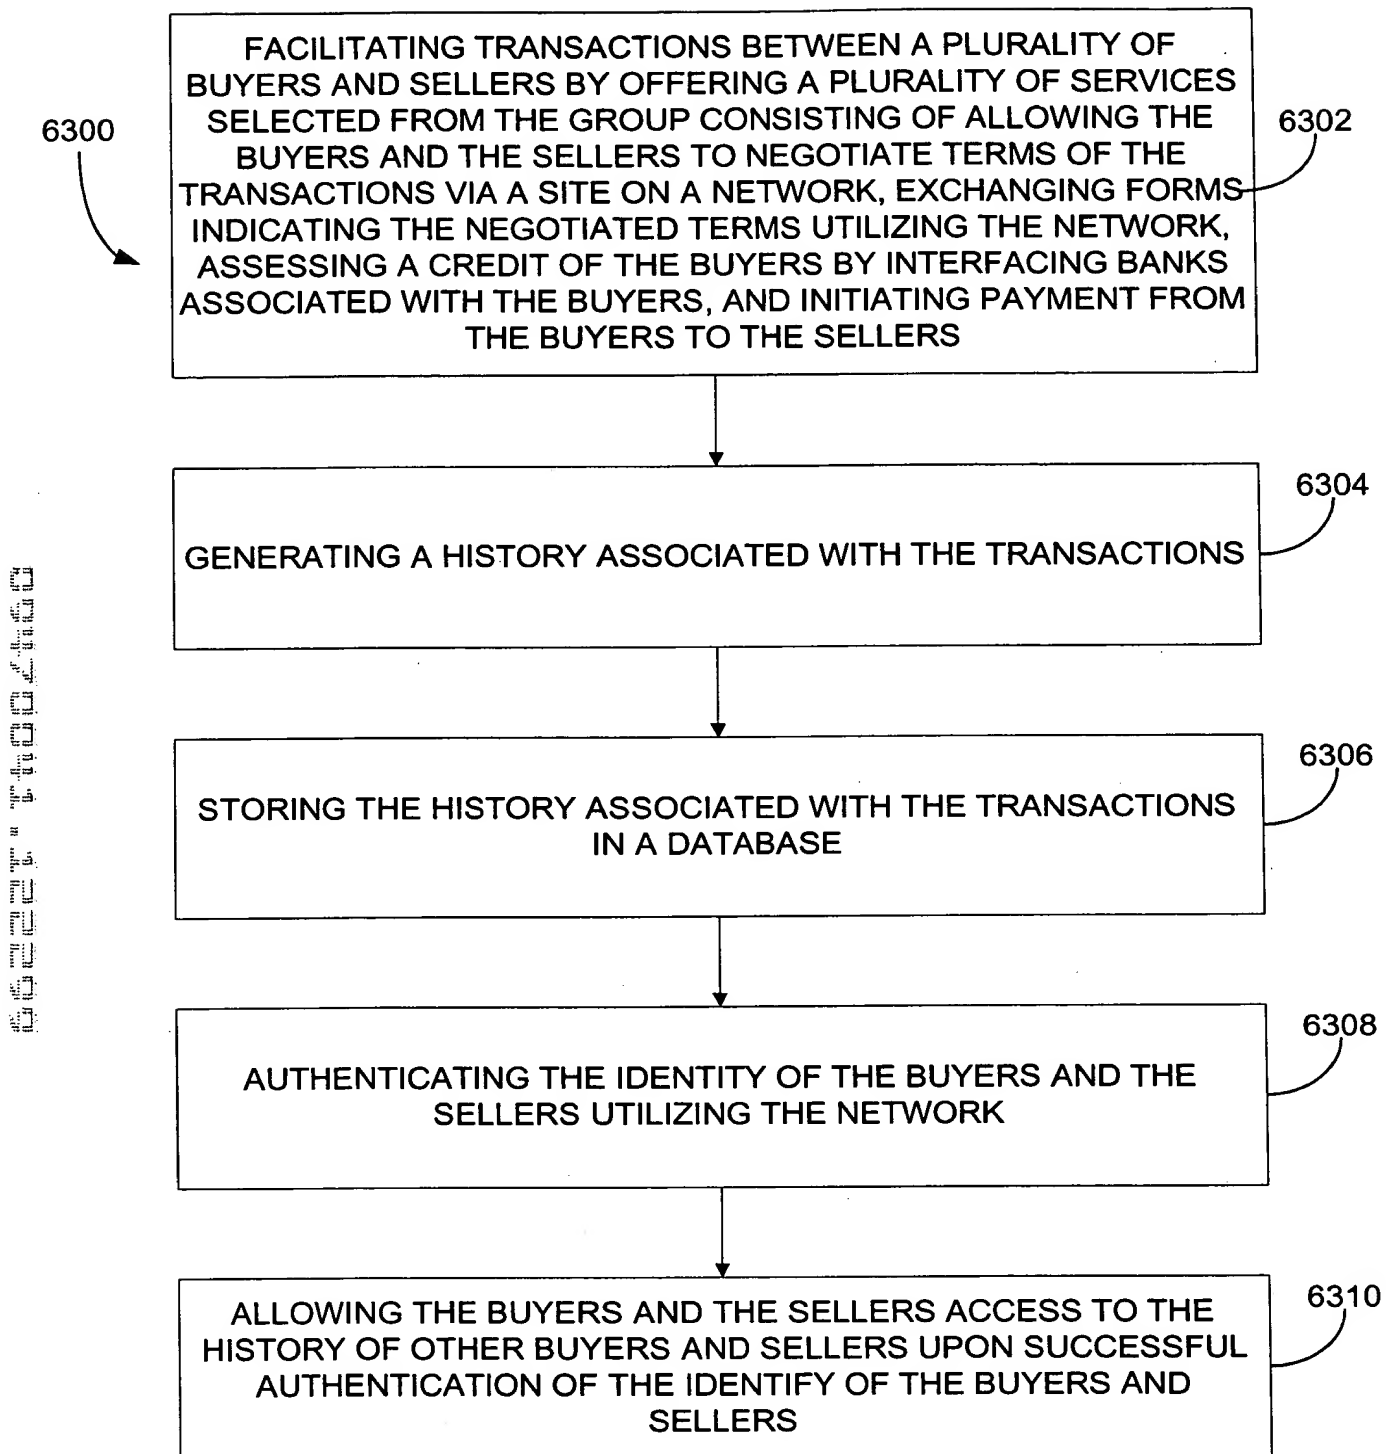 FACILITATING TRANSACTIONS BETWEEN A PLURALITY OF
BUYERS AND SELLERS BY OFFERING A PLURALITY OF SERVICES
SELECTED FROM THE GROUP CONSISTING OF ALLOWING THE
BUYERS AND THE SELLERS TO NEGOTIATE TERMS OF THE
TRANSACTIONS VIA A SITE ON A NETWORK, EXCHANGING FORMS
INDICATING THE NEGOTIATED TERMS UTILIZING THE NETWORK,
ASSESSING A CREDIT OF THE BUYERS BY INTERFACING BANKS
ASSOCIATED WITH THE BUYERS, AND INITIATING PAYMENT FROM
THE BUYERS TO THE SELLERS
6300
6302
GENERATING A HISTORY ASSOCIATED WITH THE TRANSACTIONS
6304
STORING THE HISTORY ASSOCIATED WITH THE TRANSACTIONS
IN A DATABASE
6306
AUTHENTICATING THE IDENTITY OF THE BUYERS AND THE
SELLERS UTILIZING THE NETWORK
6308
ALLOWING THE BUYERS AND THE SELLERS ACCESS TO THE
HISTORY OF OTHER BUYERS AND SELLERS UPON SUCCESSFUL
AUTHENTICATION OF THE IDENTIFY OF THE BUYERS AND
SELLERS
6310